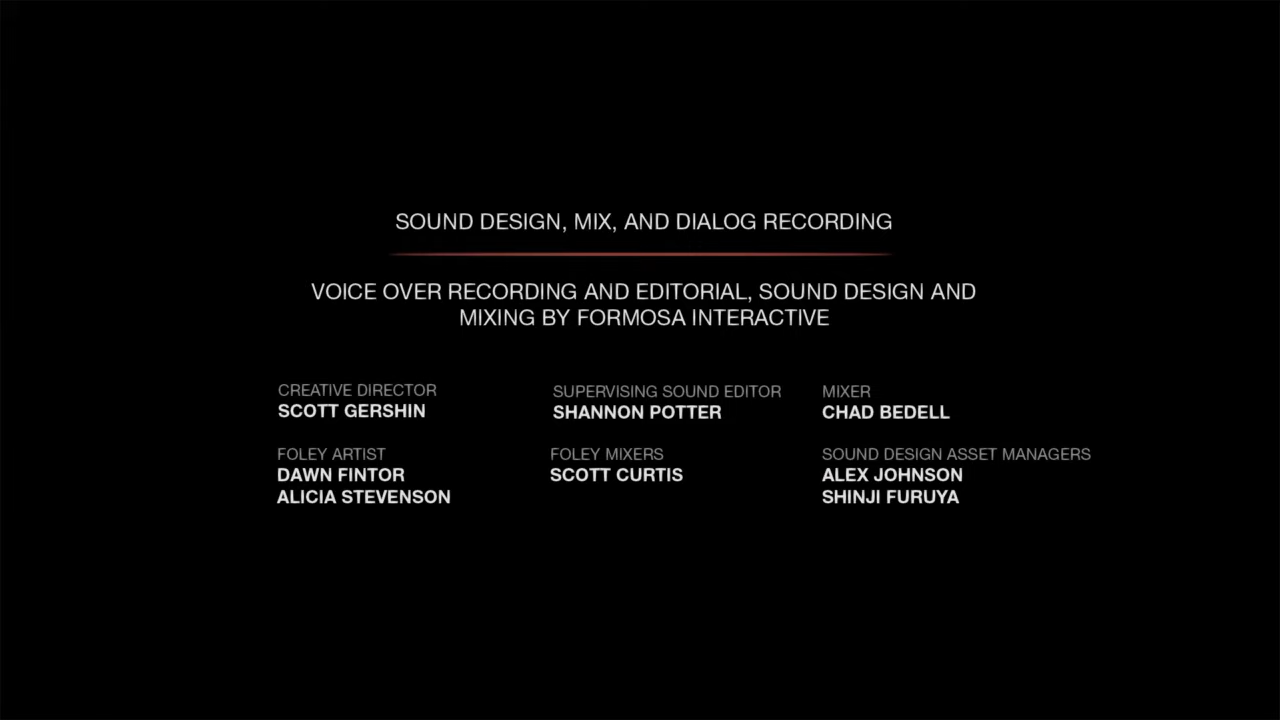 SOUND DESIGN, MIX, AND DIALOG RECORDING
VOICE OVER RECORDING AND EDITORIAL, SOUND DESIGN AND
MIXING BY FORMOSA INTERACTIVE
CREATIVE DIRECTOR
SCOTT GERSHIN
SUPERVISING SOUND EDITOR
SHANNON POTTER
MIXER
CHAD BEDELL
FOLEY ARTIST
DAWN FINTOR
ALICIA STEVENSON
FOLEY MIXERS
SCOTT CURTIS
SOUND DESIGN ASSET MANAGERS
ALEX JOHNSON
SHINJI FURUYA